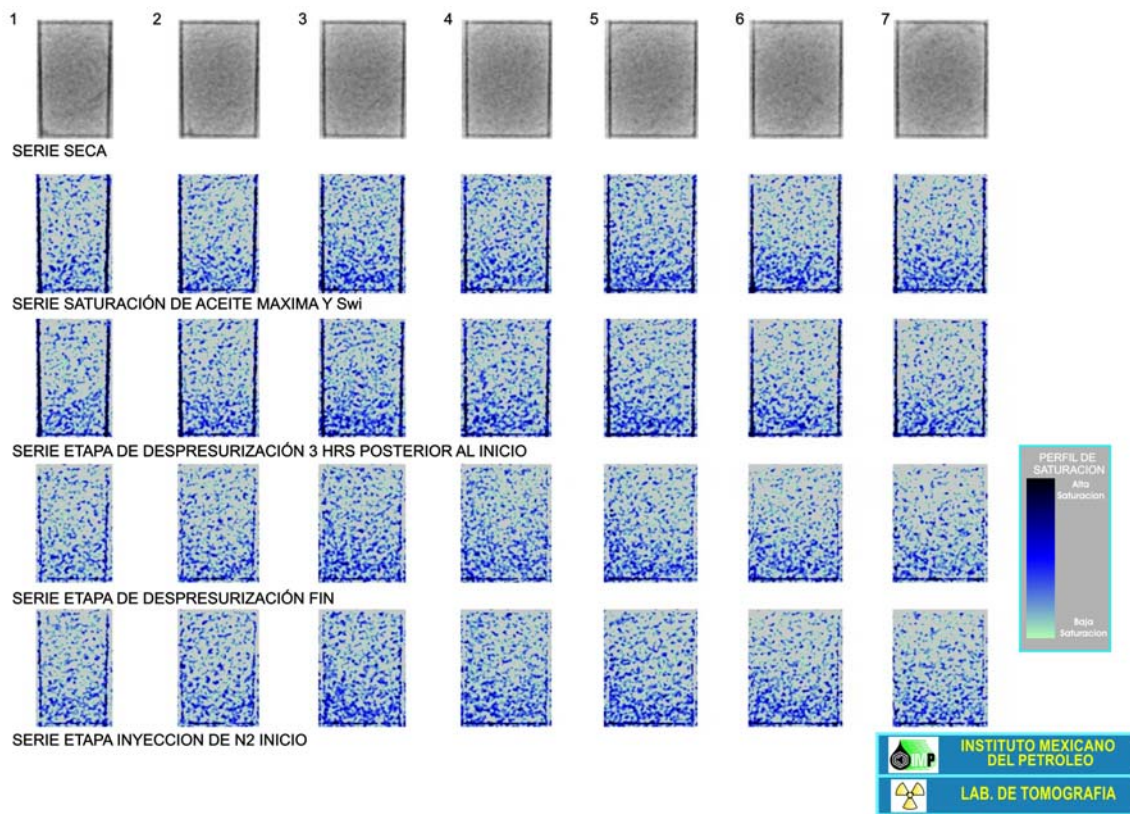 1 2 3 4 5 6 7
SERIE SECA
SERIE SATURACIÓN DE ACEITE MAXIMA Y Swi
SERIE ETAPA DE DESPRESURIZACIÓN 3 HRS POSTERIOR AL INICIO
SERIE ETAPA DE DESPRESURIZACIÓN FIN
SERIE ETAPA INYECCION DE N2 INICIO
PERFIL DE
SATURACION
Alta
Saturacion
Baja
Saturacion
IMP
INSTITUTO MEXICANO
DEL PETROLEO
LAB. DE TOMOGRAFIA